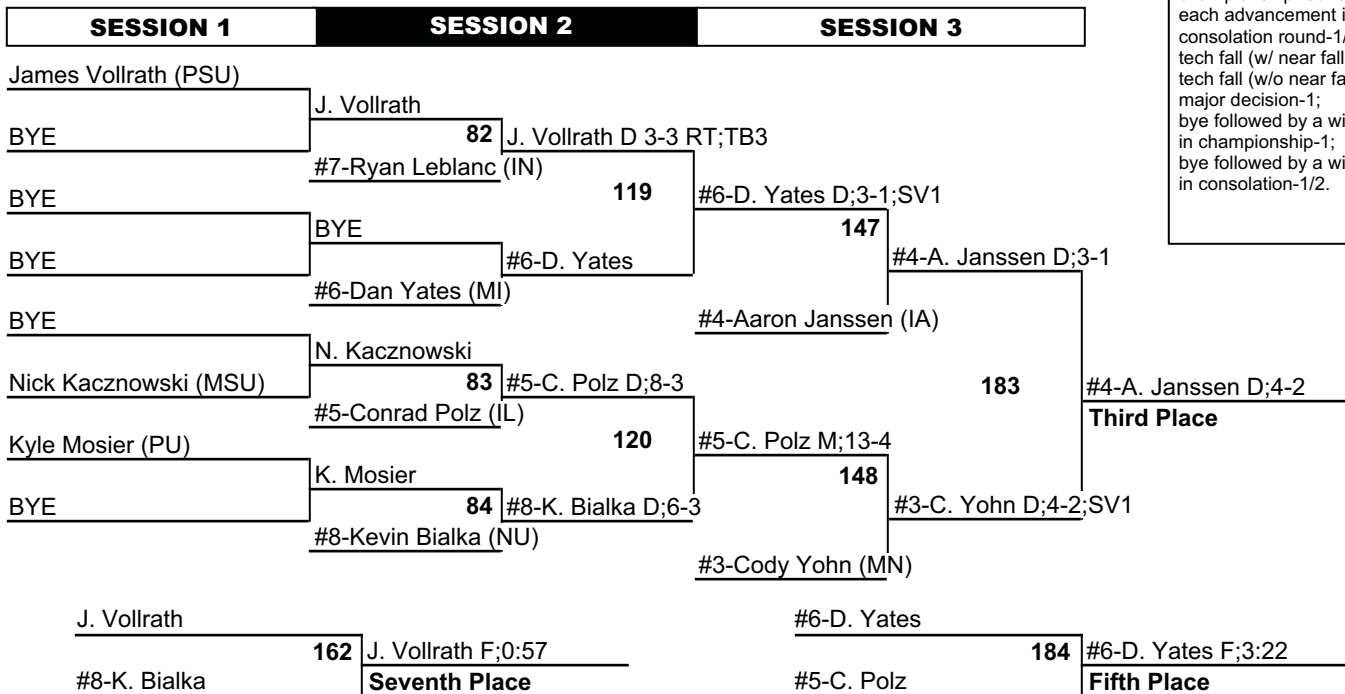 each advancement i
consolation round-1/
tech fall (w/ near fall
tech fall (w/o near fa
major decision-1;
bye followed by a wi
in championship-1;
bye followed by a wi
in consolation-1/2.
SESSION 1 SESSION 2 SESSION 3
James Vollrath (PSU)
J. Vollrath
BYE
82 J. Vollrath D 3-3 RT;TB3
#7-Ryan Leblanc (IN)
119
BYE
#6-D. Yates D;3-1;SV1
BYE
147
BYE
#6-D. Yates
#4-A. Janssen D;3-1
#6-Dan Yates (MI)
BYE
#4-Aaron Janssen (IA)
N. Kacznowski
Nick Kacznowski (MSU)
83 #5-C. Polz D;8-3
183
#4-A. Janssen D;4-2
#5-Conrad Polz (IL)
Third Place
120
Kyle Mosier (PU)
#5-C. Polz M;13-4
K. Mosier
148
BYE
84 #8-K. Bialka D;6-3
#3-C. Yohn D;4-2;SV1
#8-Kevin Bialka (NU)
#3-Cody Yohn (MN)
J. Vollrath
162 J. Vollrath F;0:57
#8-K. Bialka
Seventh Place
#6-D. Yates
184 #6-D. Yates F;3:22
#5-C. Polz
Fifth Place